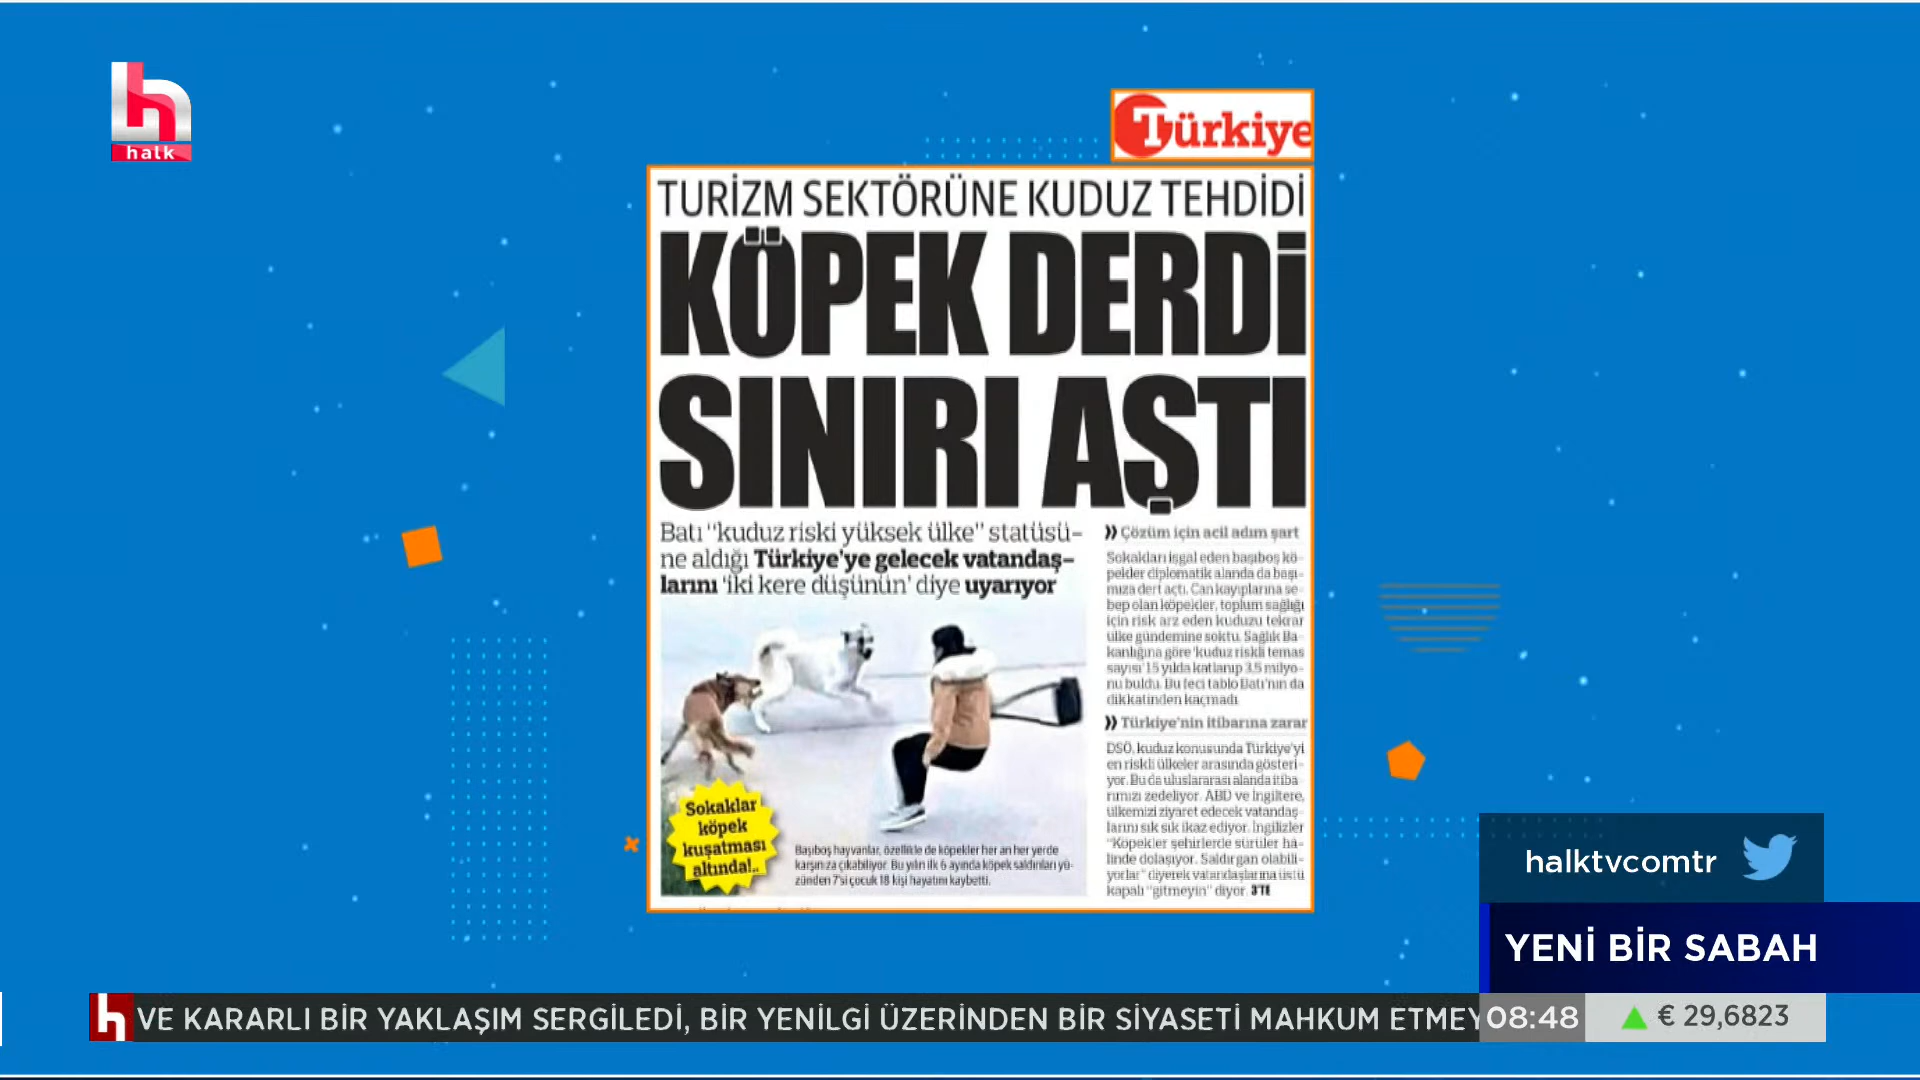 halk
Türkiye
TURİZM SEKTÖRÜNE KUDUZ TEHDİDİ
KÖPEK DERDİ
SINIRI AŞTI
Batı "kuduz riski yüksek ülke" statüsü-
ne aldığı Türkiye'ye gelecek vatandaş-
larını 'iki kere düşünün' diye uyarıyor
Sokaklar
köpek
kuşatması
altında!..
Başıboş hayvanlar, özellikle de köpekler her an her yerde
karşınıza çıkabiliyor. Bu yılın ilk 6 ayında köpek saldırıları yü-
zünden 7'si çocuk 18 kişi hayatını kaybetti.
Çözüm için acil adım şart
Sokakları işgal eden başıboş kö-
pekler diplomatik alanda da başı-
mıza dert açtı. Can kayıplarına se-
bep olan köpekler, toplum sağlığı
için risk arz eden kuduzu tekrar
ülke gündemine soktu. Sağlık Ba-
kanlığına göre 'kuduz riskli temas
sayısı' 15 yılda katlanıp 3,5 milyo-
nu buldu. Bu feci tablo Batı'nın da
dikkatinden kaçmadı.
Türkiye'nin itibarına zarar
DSÖ, kuduz konusunda Türkiye'yi
en riskli ülkeler arasında gösteri-
yor. Bu da uluslararası alanda itiba
rımızı zedeliyor. ABD ve İngiltere,
ülkemizi ziyaret edecek vatandaş-
larını sık sık ikaz ediyor. İngilizler
"Köpekler şehirlerde sürüler hâ-
linde dolaşıyor. Saldırgan olabili-
yorlar" diyerek vatandaşlarına üstü
kapalı "gitmeyin" diyor.
halktvcomtr
YENİ BİR SABAH
VE KARARLI BİR YAKLAŞIM SERGİLEDİ, BİR YENİLGİ ÜZERİNDEN BİR SİYASETİ MAHKUM ETMEY
08:48
€ 29,6823